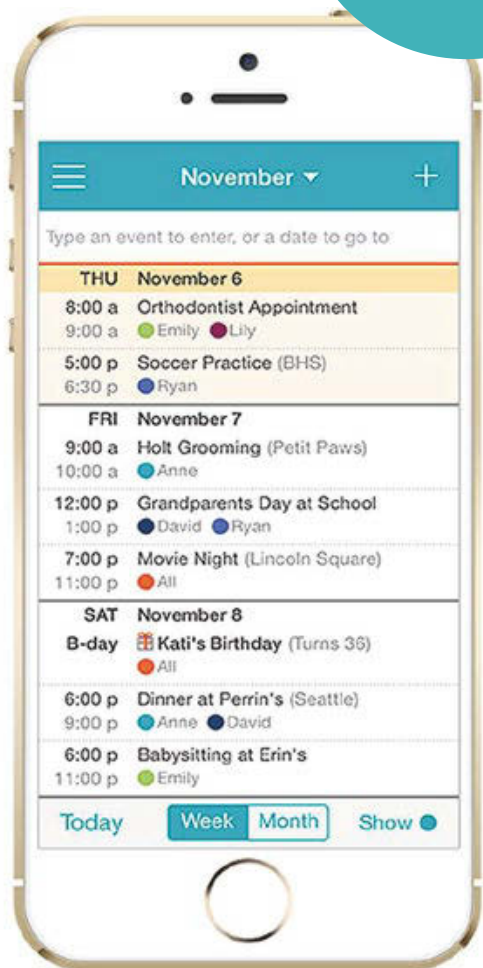 November
Type an event to enter, or a date to go to
THU November 6
8:00 a Orthodontist Appointment
9:00 a Emily Lily
5:00 p Soccer Practice (BHS)
6:30 p Ryan
FRI November 7
9:00 a Holt Grooming (Petit Paws)
10:00 a Anne
12:00 p Grandparents Day at School
1:00 p David Ryan
7:00 p Movie Night (Lincoln Square)
11:00 p All
SAT November 8
B-day Kati's Birthday (Turns 36)
All
6:00 p Dinner at Perrin's (Seattle)
9:00 p Anne David
6:00 p Babysitting at Erin's
11:00 p Emily
Today Week Month Show